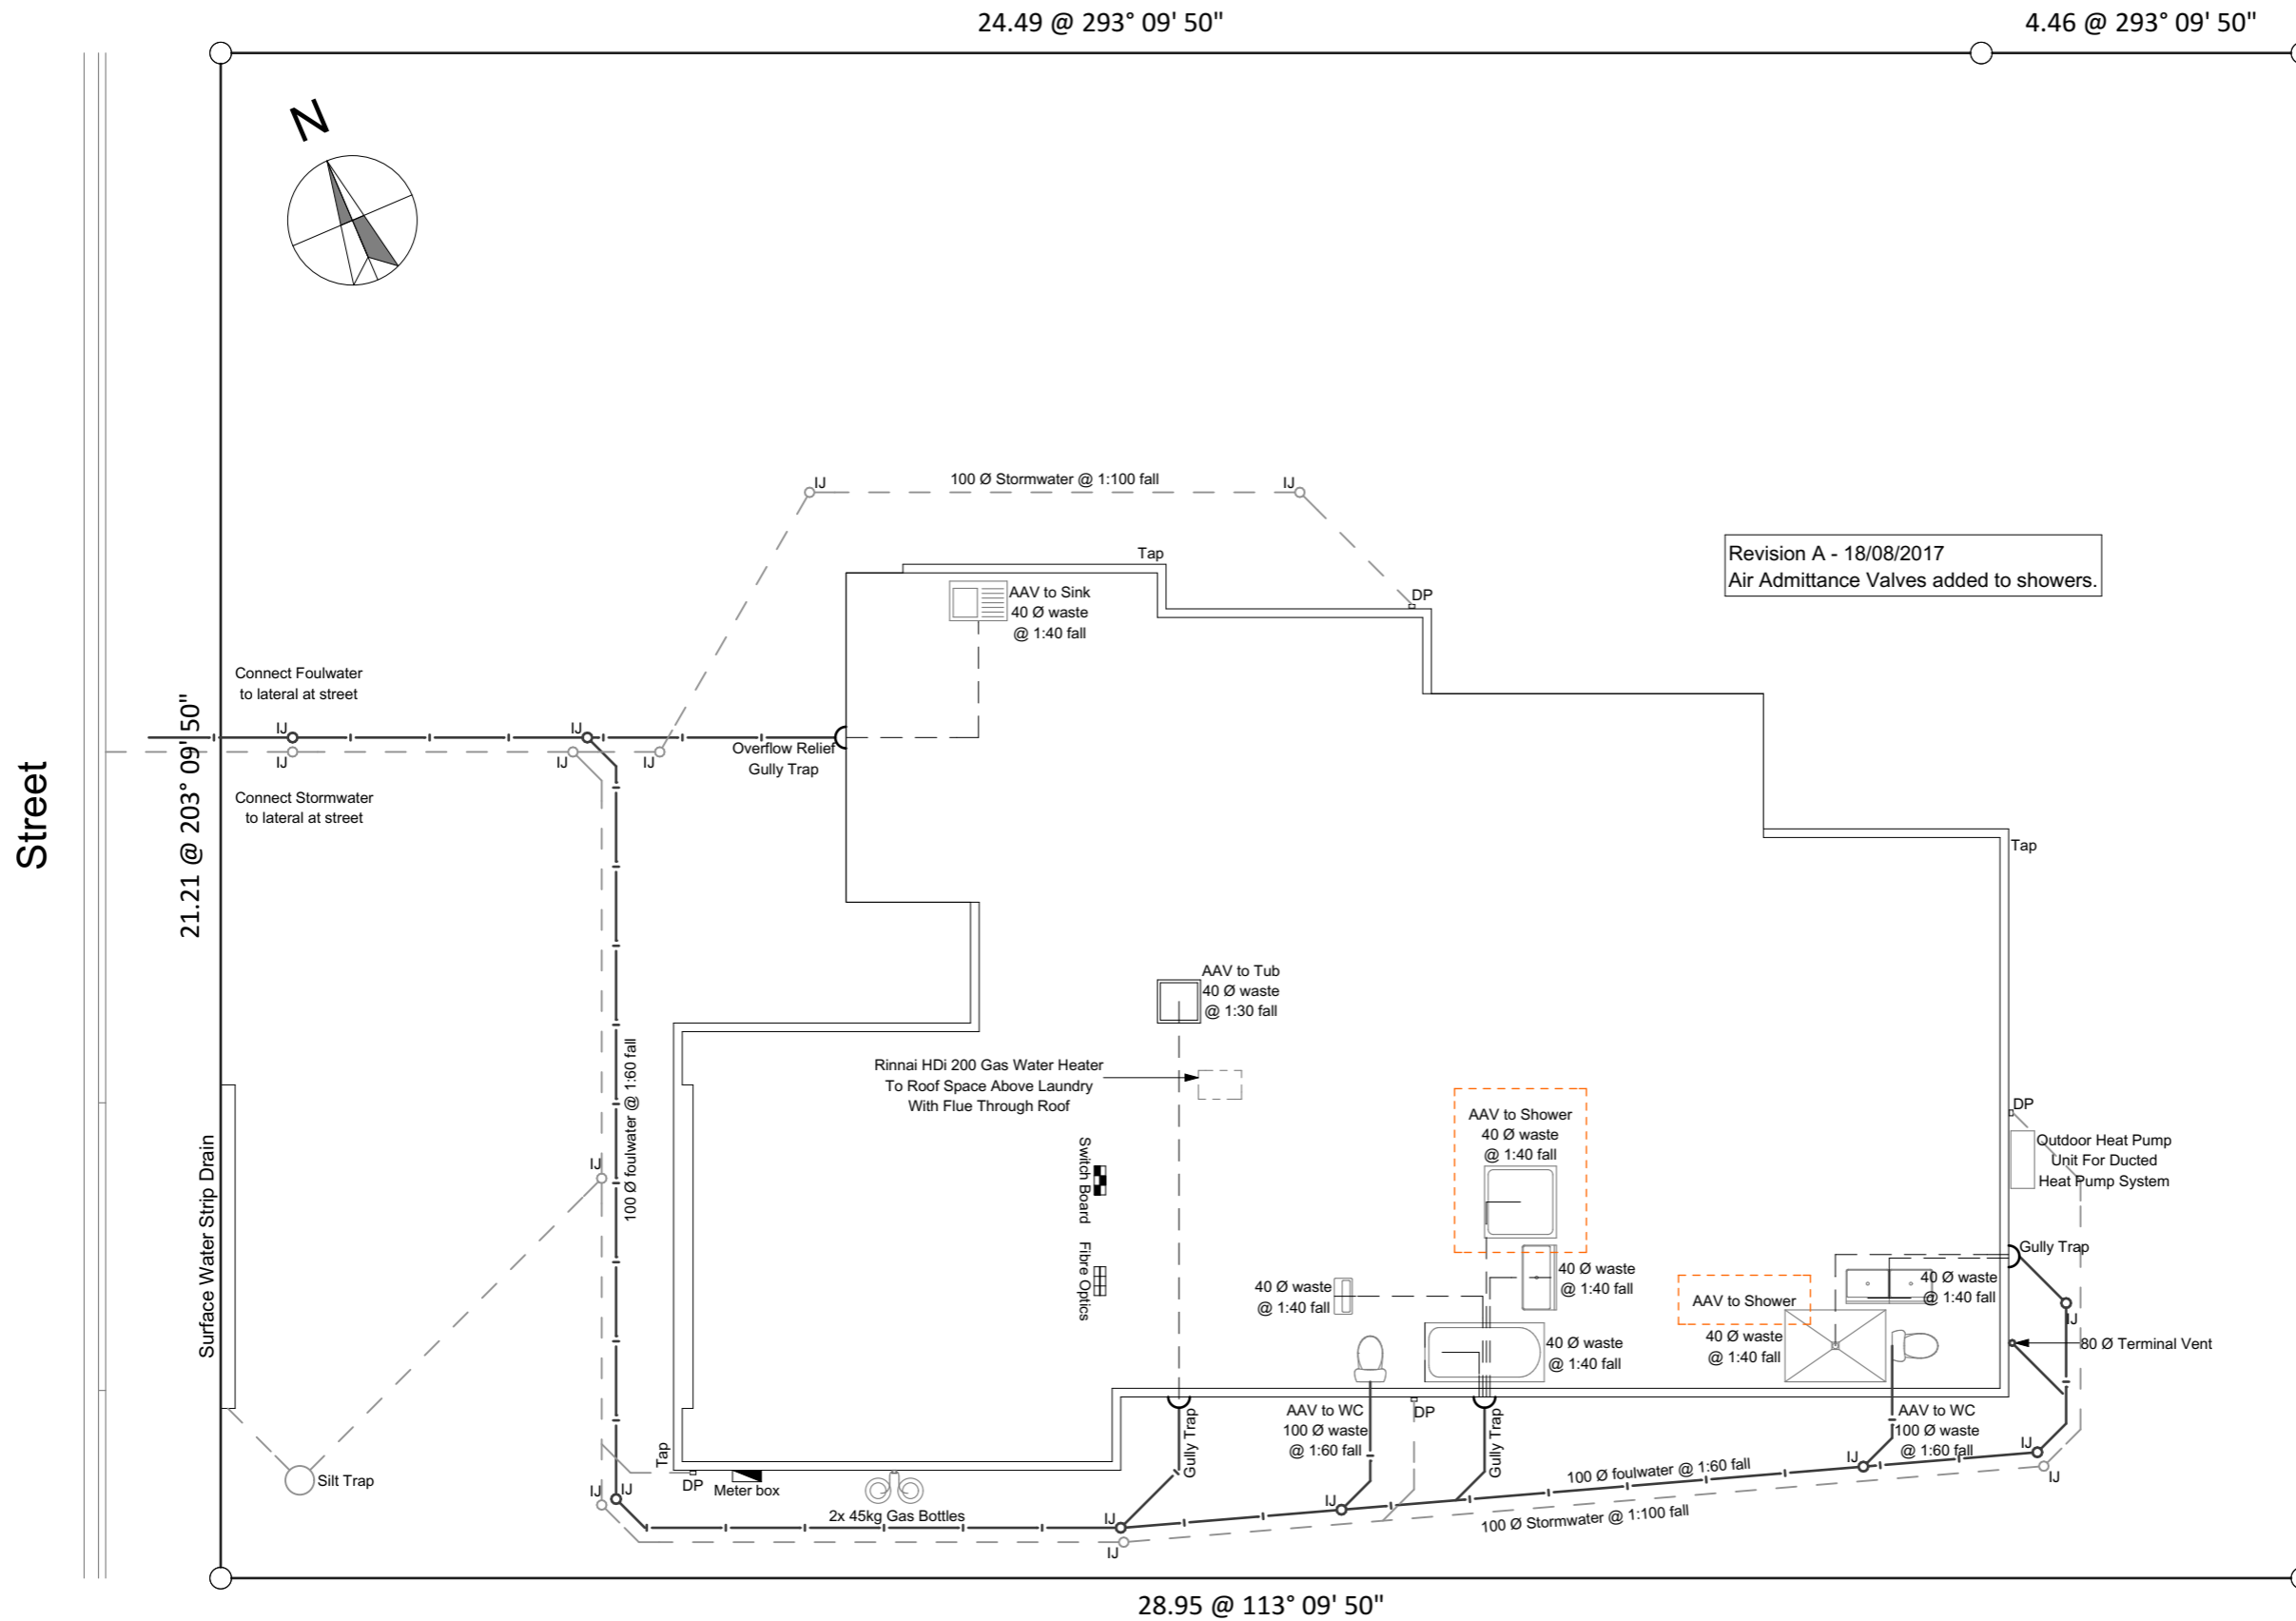 24.49 @ 293° 09' 50"
4.46 @ 293° 09' 50"
N
100 Ø Stormwater @ 1:100 fall
IJ
IJ
Revision A - 18/08/2017
Air Admittance Valves added to showers.
Tap
DP
AAV to Sink
40 Ø waste
@ 1:40 fall
Connect Foulwater
to lateral at street
IJ
IJ
IJ
IJ
IJ
Overflow Relief
Gully Trap
Connect Stormwater
to lateral at street
21.21 @ 203° 09' 50"
Street
Tap
AAV to Tub
40 Ø waste
@ 1:30 fall
Rinnai HDi 200 Gas Water Heater
To Roof Space Above Laundry
With Flue Through Roof
100 Ø foulwater @ 1:60 fall
Surface Water Strip Drain
IJ
Switch Board
Fibre Optics
AAV to Shower
40 Ø waste
@ 1:40 fall
DP
Outdoor Heat Pump
Unit For Ducted
Heat Pump System
Gully Trap
40 Ø waste
@ 1:40 fall
40 Ø waste
@ 1:40 fall
40 Ø waste
@ 1:40 fall
AAV to Shower
40 Ø waste
@ 1:40 fall
40 Ø waste
@ 1:40 fall
IJ
80 Ø Terminal Vent
AAV to WC
100 Ø waste
@ 1:60 fall
DP
Gully Trap
Gully Trap
AAV to WC
100 Ø waste
@ 1:60 fall
IJ
IJ
IJ
Silt Trap
Tap
DP
Meter box
IJ
IJ
2x 45kg Gas Bottles
IJ
IJ
IJ
100 Ø foulwater @ 1:60 fall
100 Ø Stormwater @ 1:100 fall
28.95 @ 113° 09' 50"